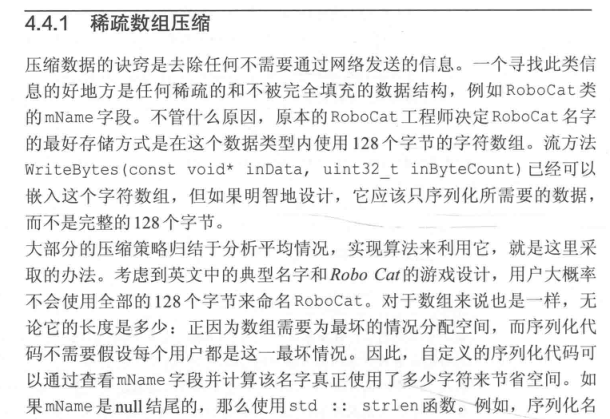 4.4.1 稀疏数组压缩
压缩数据的诀窍是去除任何不需要通过网络发送的信息。一个寻找此类信
息的好地方是任何稀疏的和不被完全填充的数据结构，例如RoboCat类
的mName字段。不管什么原因，原本的RoboCat工程师决定RoboCat名字
的最好存储方式是在这个数据类型内使用128个字节的字符数组。流方法
WriteBytes(const void* inData, uint32_t inByteCount)已经可以
嵌入这个字符数组，但如果明智地设计，它应该只序列化所需要的数据，
而不是完整的128个字节。
大部分的压缩策略归结于分析平均情况，实现算法来利用它，就是这里采
取的办法。考虑到英文中的典型名字和Robo Cat的游戏设计，用户大概率
不会使用全部的128个字节来命名RoboCat。对于数组来说也是一样，无
论它的长度是多少：正因为数组需要为最坏的情况分配空间，而序列化代
码不需要假设每个用户都是这一最坏情况。因此，自定义的序列化代码可
以通过查看mName字段并计算该名字真正使用了多少字符来节省空间。如
果mName是null结尾的，那么使用std :: strlen函数。例如，序列化名